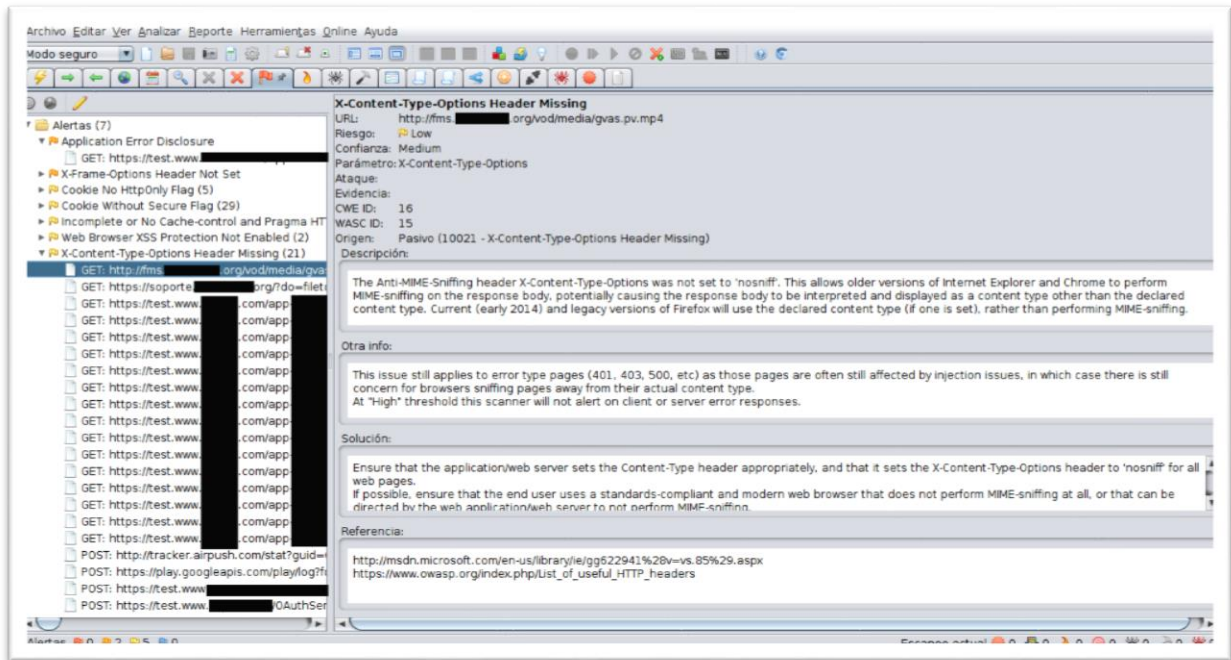 Archivo Editar Ver Analizar Reporte Herramientas Online Ayuda
Modo seguro
Alertas (7)
Application Error Disclosure
GET: https://test.www.
X-Frame-Options Header Not Set
Cookie No HttpOnly Flag (5)
Cookie Without Secure Flag (29)
Incomplete or No Cache-control and Pragma HT
Web Browser XSS Protection Not Enabled (2)
X-Content-Type-Options Header Missing (21)
GET: http://fms. .org/vod/media/gvas
GET: https://soporte. org/?do=filet
GET: https://test.www. .com/app-
GET: https://test.www. .com/app
GET: https://test.www. .com/app
GET: https://test.www. .com/app
GET: https://test.www. .com/app-
GET: https://test.www. .com/app
GET: https://test.www. .com/app-
GET: https://test.www. .com/app-
GET: https://test.www. .com/app-
GET: https://test.www. .com/app-
GET: https://test.www. .com/app-
GET: https://test.www. .com/app-
GET: https://test.www. .com/app-
GET: https://test.www. .com/app-
GET: https://test.www. .com/app
POST: http://tracker.airpush.com/stat?guid=
POST: https://play.googleapis.com/play/log?f
POST: https://test.www
POST: https://test.www. /OAuthSer
X-Content-Type-Options Header Missing
URL: http://fms. .org/vod/media/gvas.pv.mp4
Riesgo: Low
Confianza: Medium
Parámetro: X-Content-Type-Options
Ataque:
Evidencia:
CWE ID: 16
WASC ID: 15
Origen: Pasivo (10021 - X-Content-Type-Options Header Missing)
Descripción:
The Anti-MIME-Sniffing header X-Content-Type-Options was not set to 'nosniff'. This allows older versions of Internet Explorer and Chrome to perform
MIME-sniffing on the response body, potentially causing the response body to be interpreted and displayed as a content type other than the declared
content type. Current (early 2014) and legacy versions of Firefox will use the declared content type (if one is set), rather than performing MIME-sniffing.
Otra info:
This issue still applies to error type pages (401, 403, 500, etc) as those pages are often still affected by injection issues, in which case there is still
concern for browsers sniffing pages away from their actual content type.
At "High" threshold this scanner will not alert on client or server error responses.
Solución:
Ensure that the application/web server sets the Content-Type header appropriately, and that it sets the X-Content-Type-Options header to 'nosniff' for all
web pages.
If possible, ensure that the end user uses a standards-compliant and modern web browser that does not perform MIME-sniffing at all, or that can be
directed by the web application/web server to not perform MIME-sniffing.
Referencia:
http://msdn.microsoft.com/en-us/library/ie/gg622941%28v=vs.85%29.aspx
https://www.owasp.org/index.php/List_of_useful_HTTP_headers
Alertas 0 2 5 0
Escaneo actual 0 0 0 0 0 0